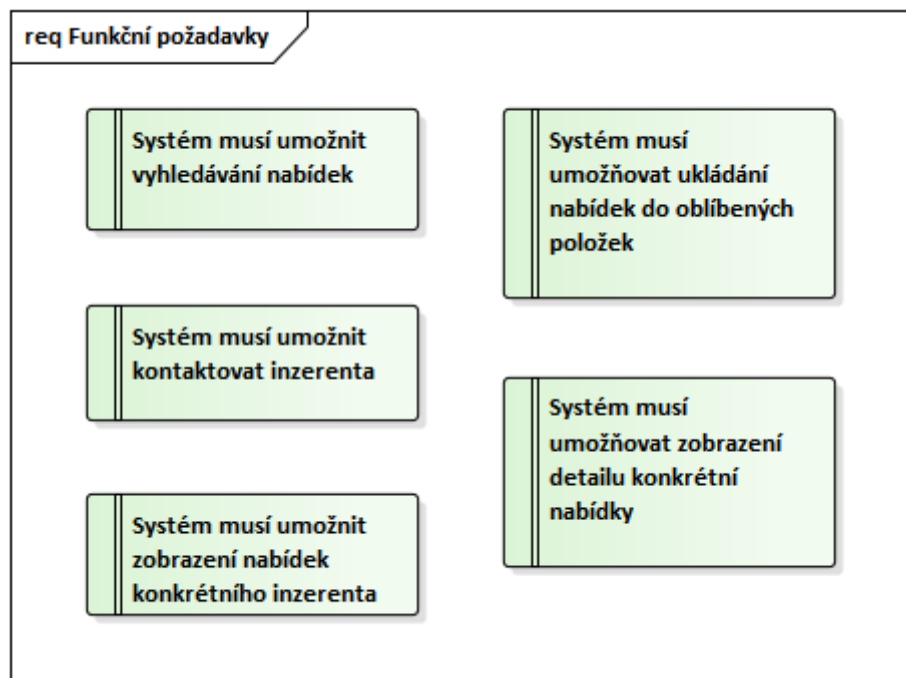 req Funkční požadavky
Systém musí umožnit
vyhledávání nabídek
Systém musí umožnit
kontaktovat inzerenta
Systém musí umožnit
zobrazení nabídek
konkrétního inzerenta
Systém musí
umožňovat ukládání
nabídek do oblíbených
položek
Systém musí
umožňovat zobrazení
detailu konkrétní
nabídky